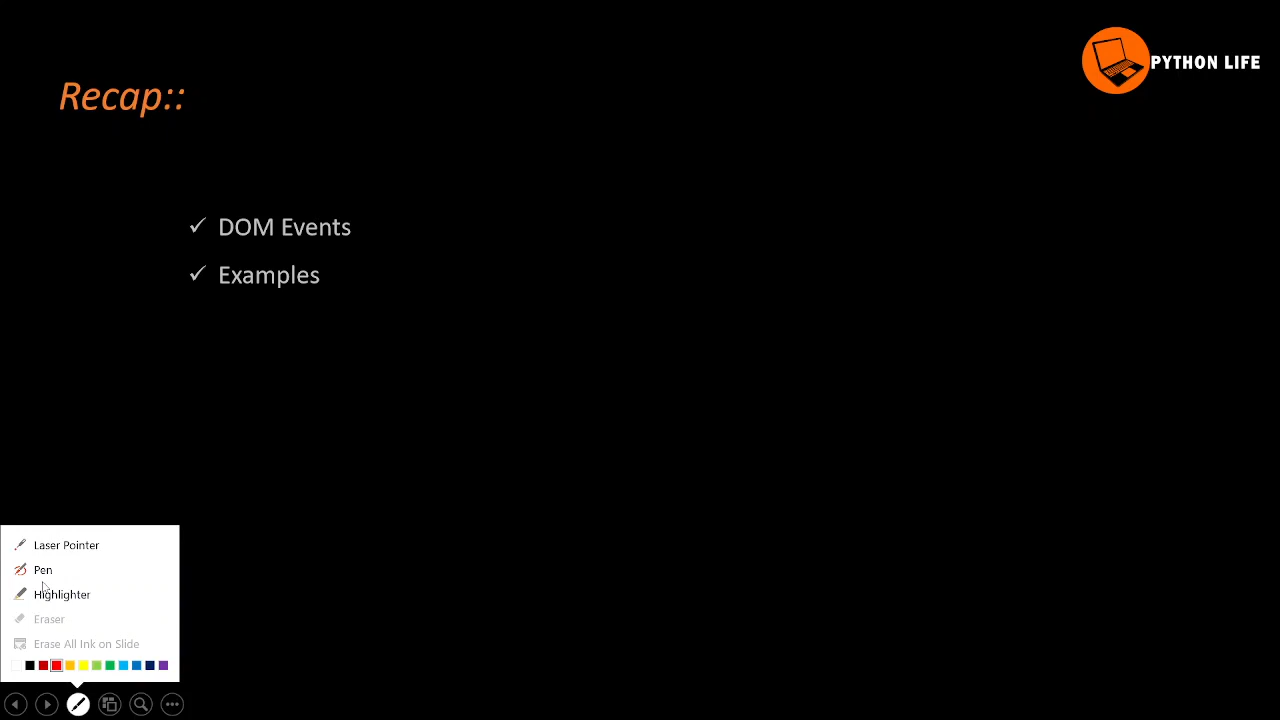 PYTHON LIFE
Recap::
✓ DOM Events
✓ Examples
Laser Pointer
Pen
Highlighter
Eraser
Erase All Ink on Slide